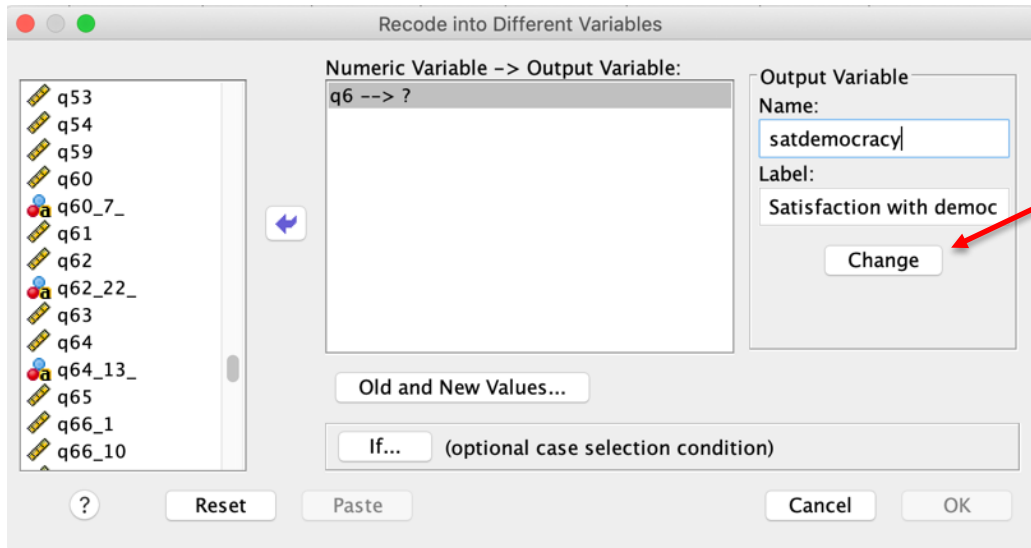 Recode into Different Variables
q53
q54
q59
q60
q60_7_
q61
q62
q62_22_
q63
q64
q64_13_
q65
q66_1
q66_10
Numeric Variable -> Output Variable:
q6 --> ?
Output Variable
Name:
satdemocracy
Label:
Satisfaction with democ
Change
Old and New Values...
If... (optional case selection condition)
? Reset Paste Cancel OK